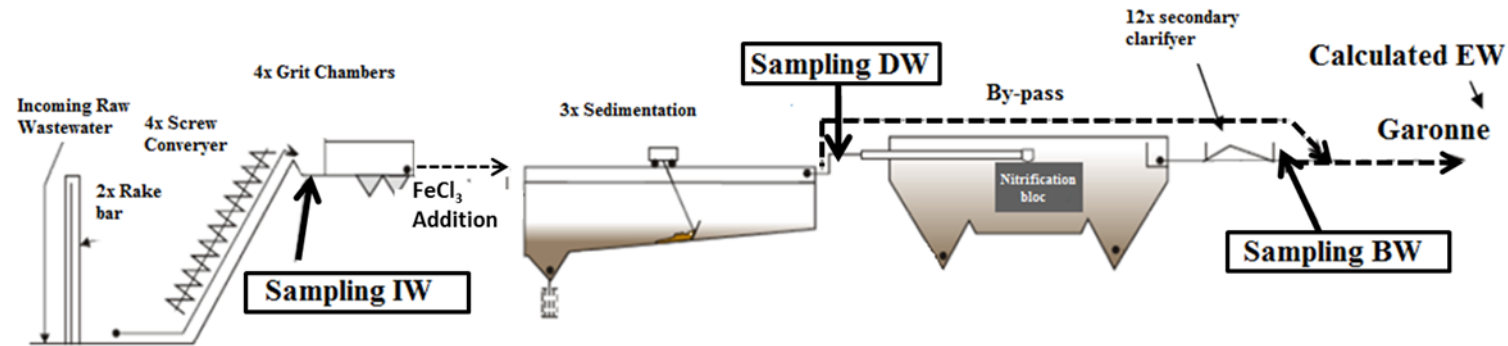 Incoming Raw
Wastewater
2x Rake
bar
4x Screw
Converyer
4x Grit Chambers
Sampling IW
FeCl₃
Addition
3x Sedimentation
Sampling DW
By-pass
Nitrification
bloc
12x secondary
clarifyer
Sampling BW
Calculated EW
Garonne